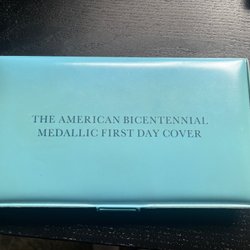 THE AMERICAN BICENTENNIAL
MEDALLIC FIRST DAY COVER